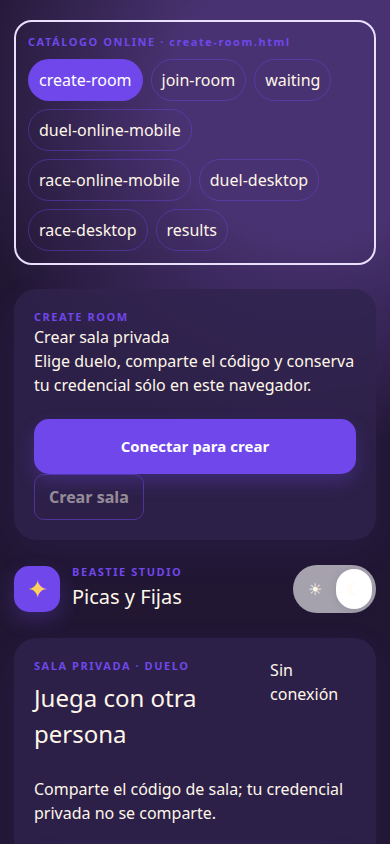 CATÁLOGO ONLINE · create-room.html
create-room join-room waiting
duel-online-mobile
race-online-mobile duel-desktop
race-desktop results
CREATE ROOM
Crear sala privada
Elige duelo, comparte el código y conserva
tu credencial sólo en este navegador.
Conectar para crear
Crear sala
BEASTIE STUDIO
Picas y Fijas
SALA PRIVADA · DUELO
Sin
conexión
Juega con otra
persona
Comparte el código de sala; tu credencial
privada no se comparte.